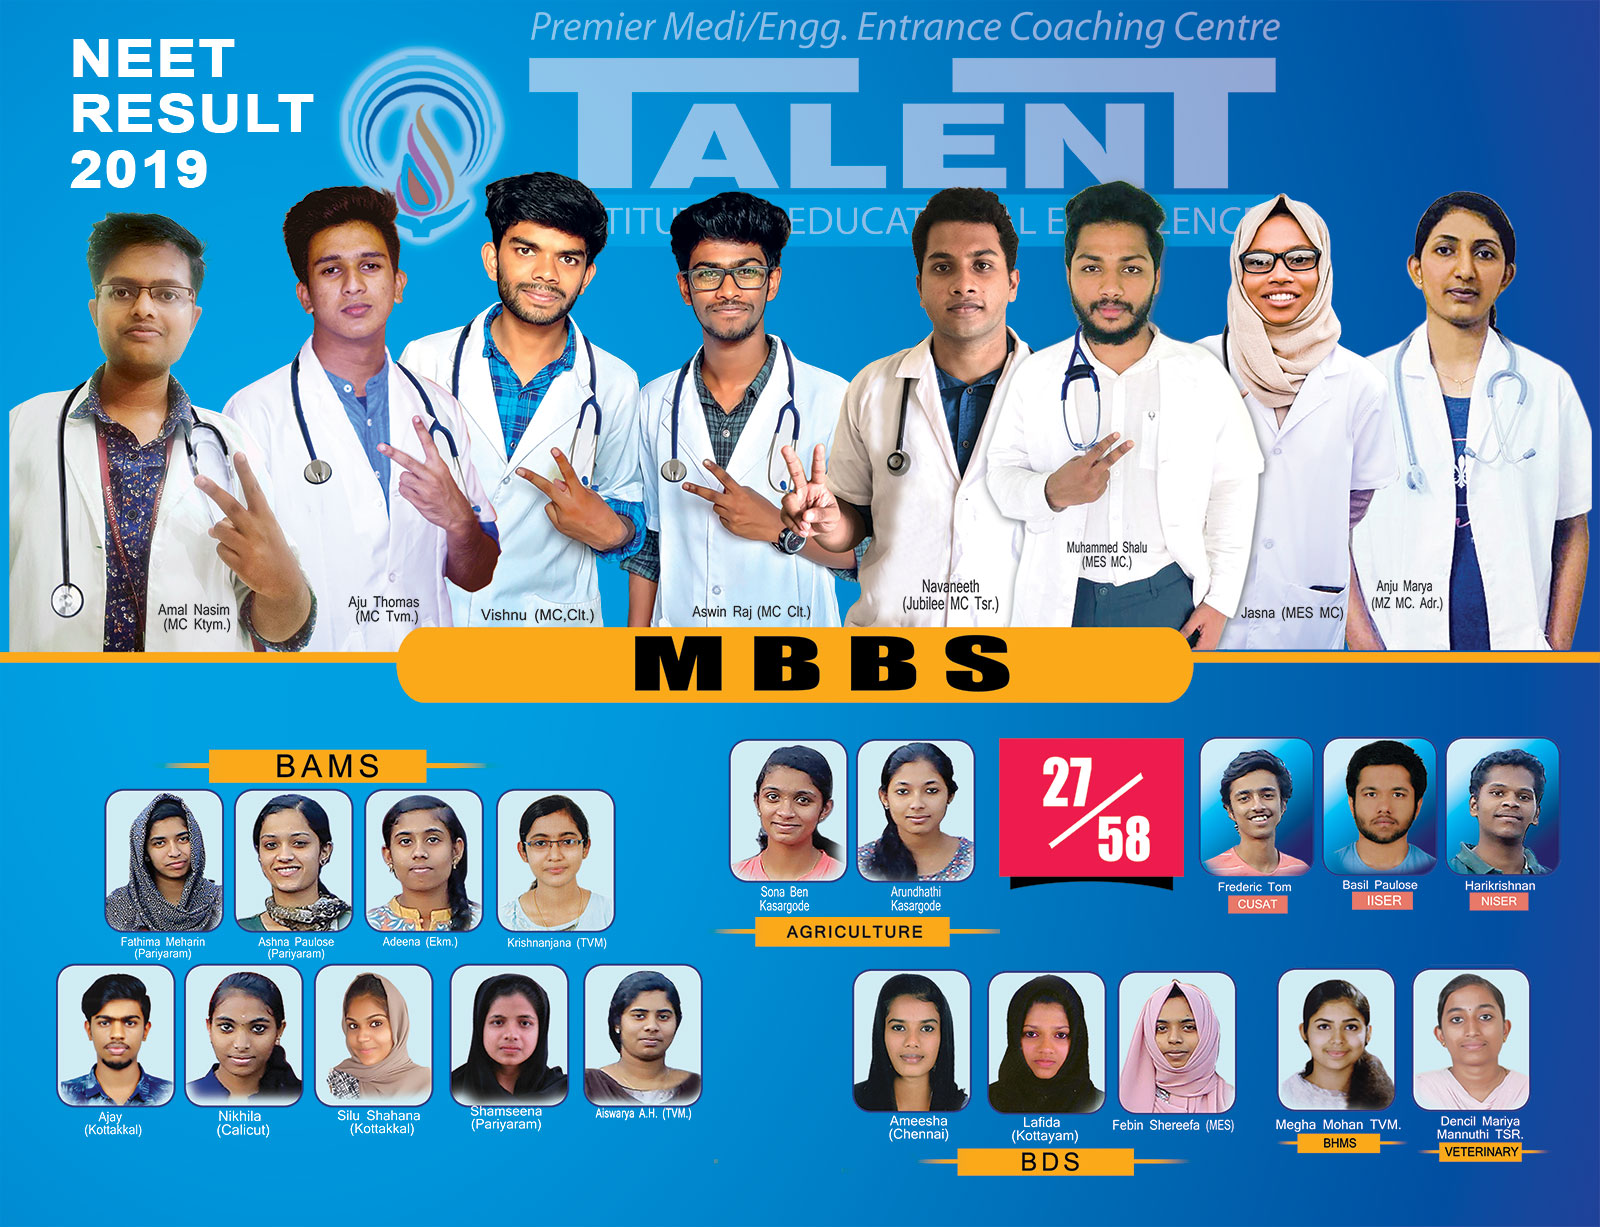 Premier Medi/Engg. Entrance Coaching Centre
NEET
RESULT
2019
TALENT
EDUCAT
Amal Nasim
(MC Ktym.)
Aju Thomas
(MC Tvm.)
Vishnu (MC,Clt.)
Aswin Raj (MC Clt.)
Navaneeth
(Jubilee MC Tsr.)
Muhammed Shalu
(MES MC.)
Jasna (MES MC)
Anju Marya
(MZ MC. Adr.)
MBBS
BAMS
Fathima Meharin
(Pariyaram)
Ashna Paulose
(Pariyaram)
Adeena (Ekm.)
Krishnanjana (TVM)
Ajay
(Kottakkal)
Nikhila
(Calicut)
Silu Shahana
(Kottakkal)
Shamseena
(Pariyaram)
Aiswarya A.H. (TVM.)
Sona Ben
Kasargode
Arundhathi
Kasargode
AGRICULTURE
27/58
Frederic Tom
CUSAT
Basil Paulose
IISER
Harikrishnan
NISER
Ameesha
(Chennai)
Lafida
(Kottayam)
Febin Shereefa (MES)
BDS
Megha Mohan TVM.
BHMS
Dencil Mariya
Mannuthi TSR.
VETERINARY